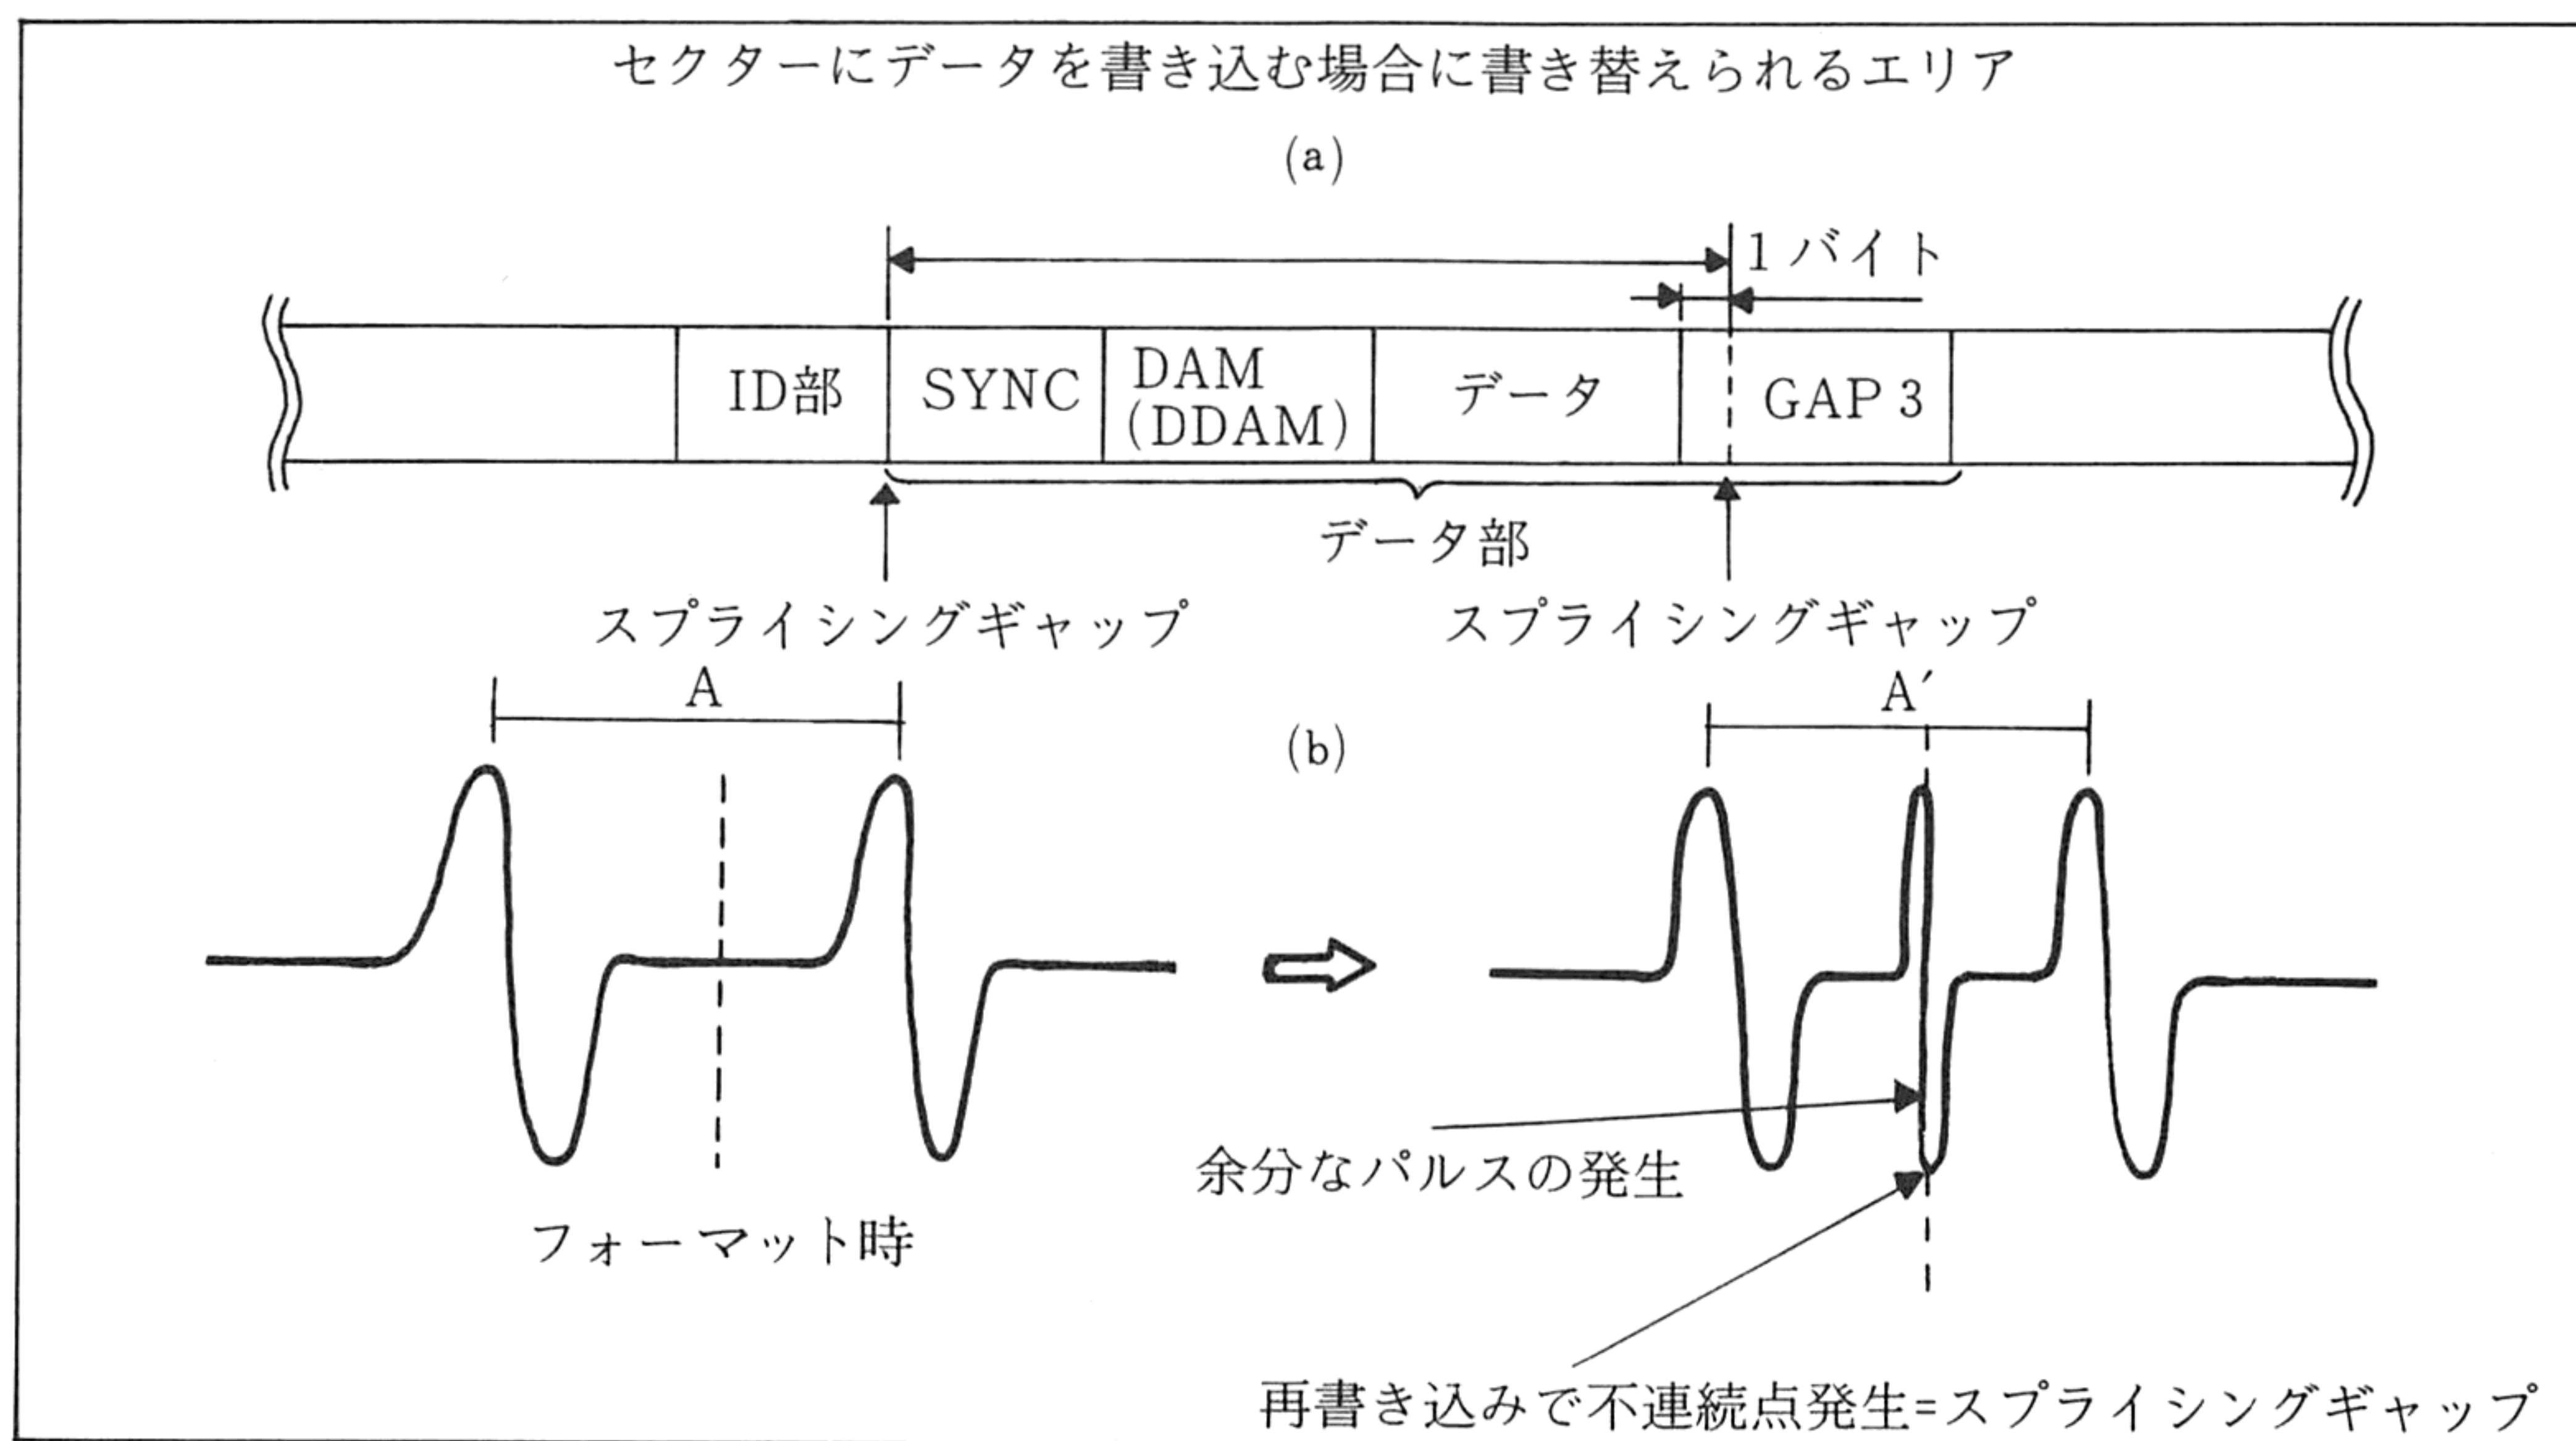 セクターにデータを書き込む場合に書き替えられるエリア
(a)
1バイト
ID部
SYNC
DAM
(DDAM)
データ
GAP 3
データ部
スプライシングギャップ
スプライシングギャップ
A
A′
(b)
余分なパルスの発生
フォーマット時
再書き込みで不連続点発生=スプライシングギャップ